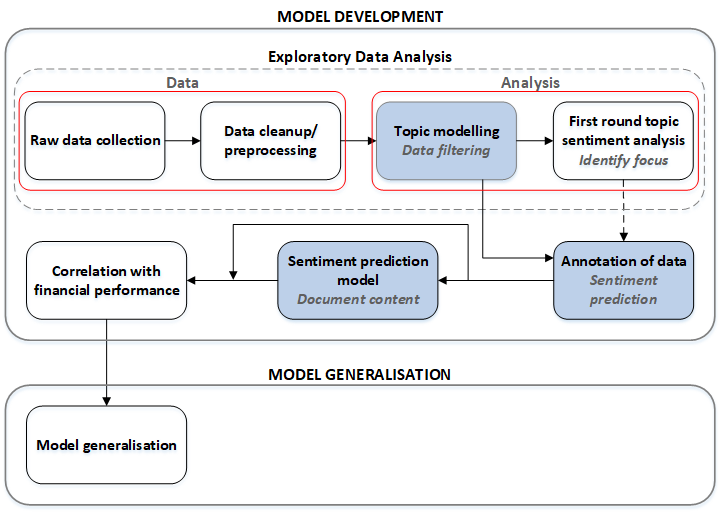 MODEL DEVELOPMENT
Exploratory Data Analysis
Data
Analysis
Raw data collection
Data cleanup/
preprocessing
Topic modelling
Data filtering
First round topic
sentiment analysis
Identify focus
Correlation with
financial performance
Sentiment prediction
model
Document content
Annotation of data
Sentiment
prediction
MODEL GENERALISATION
Model generalisation